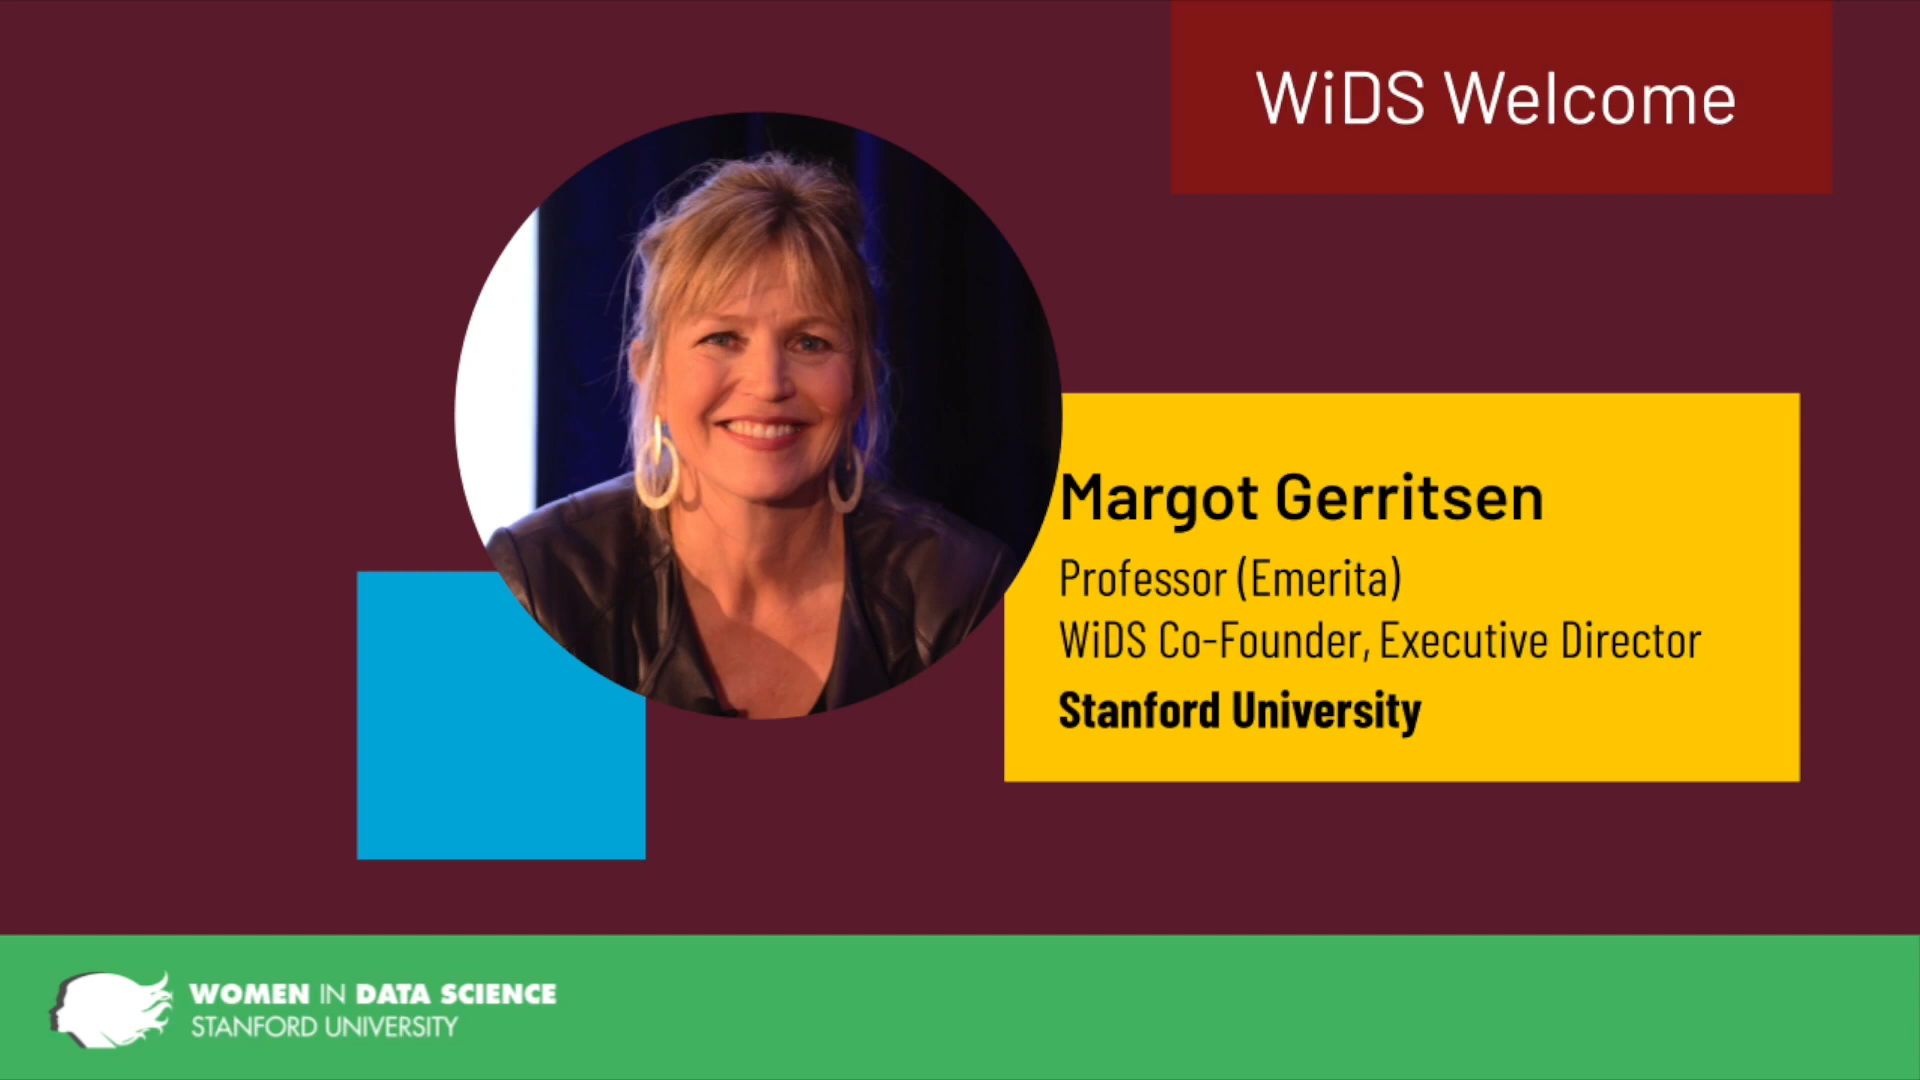 WiDS Welcome
Margot Gerritsen
Professor (Emerita)
WiDS Co-Founder, Executive Director
Stanford University
WOMEN IN DATA SCIENCE
STANFORD UNIVERSITY